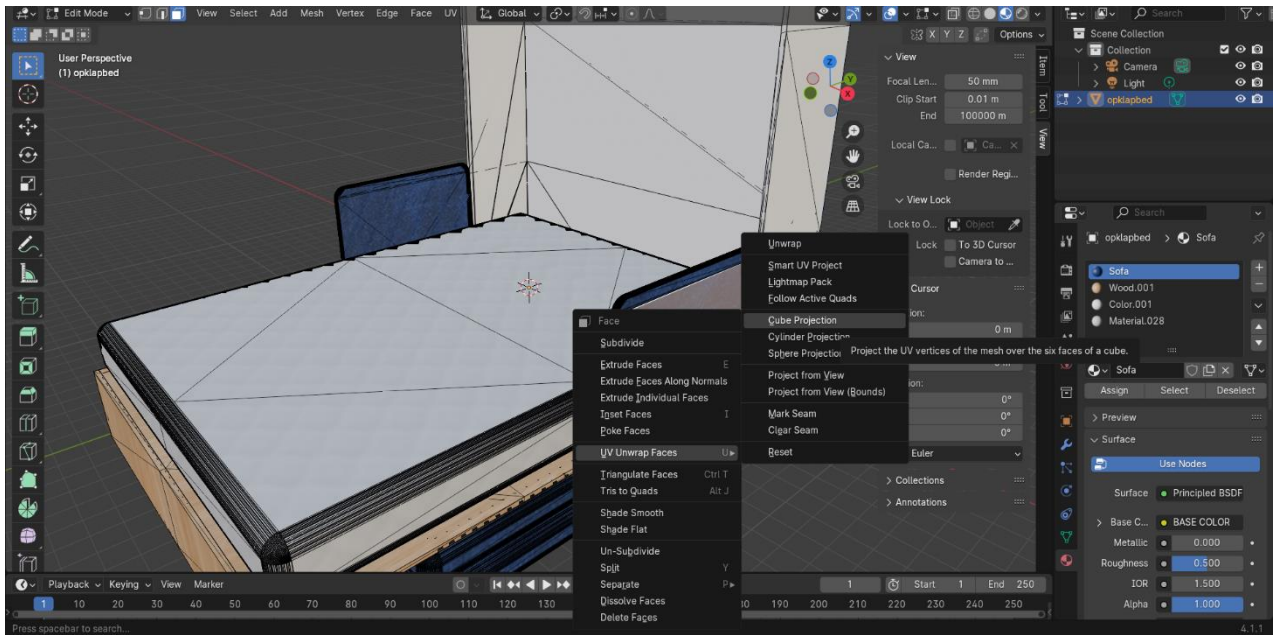 Edit Mode View Select Add Mesh Vertex Edge Face UV Global
X Y Z Options
User Perspective
(1) opklapbed
Z
Y
X
View
Focal Len... 50 mm
Clip Start 0.01 m
End 100000 m
Local Ca... Ca...
Render Regi...
View Lock
Lock to O... Object
Lock To 3D Cursor
Camera to ...
Cursor
ion:
0 m
ion:
0°
0°
0°
Euler
Collections
Annotations
Item
Tool
View
Unwrap
Smart UV Project
Lightmap Pack
Follow Active Quads
Cube Projection
Cylinder Projection
Sphere Projection
Project the UV vertices of the mesh over the six faces of a cube.
Project from View
Project from View (Bounds)
Mark Seam
Clear Seam
Reset
Face
Subdivide
Extrude Faces E
Extrude Faces Along Normals
Extrude Individual Faces
Inset Faces I
Poke Faces
UV Unwrap Faces U
Triangulate Faces Ctrl T
Tris to Quads Alt J
Shade Smooth
Shade Flat
Un-Subdivide
Split Y
Separate P
Dissolve Faces
Delete Faces
Search
Scene Collection
Collection
Camera
Light
opklapbed
Search
opklapbed Sofa
Sofa
Wood.001
Color.001
Material.028
Sofa
Assign Select Deselect
Preview
Surface
Use Nodes
Surface Principled BSDF
Base C... BASE COLOR
Metallic 0.000
Roughness 0.500
IOR 1.500
Alpha 1.000
Playback Keying View Marker 1 Start 1 End 250
1 10 20 30 40 50 60 70 80 90 100 110 120 130 190 200 210 220 230 240 250
Press spacebar to search...
4.1.1